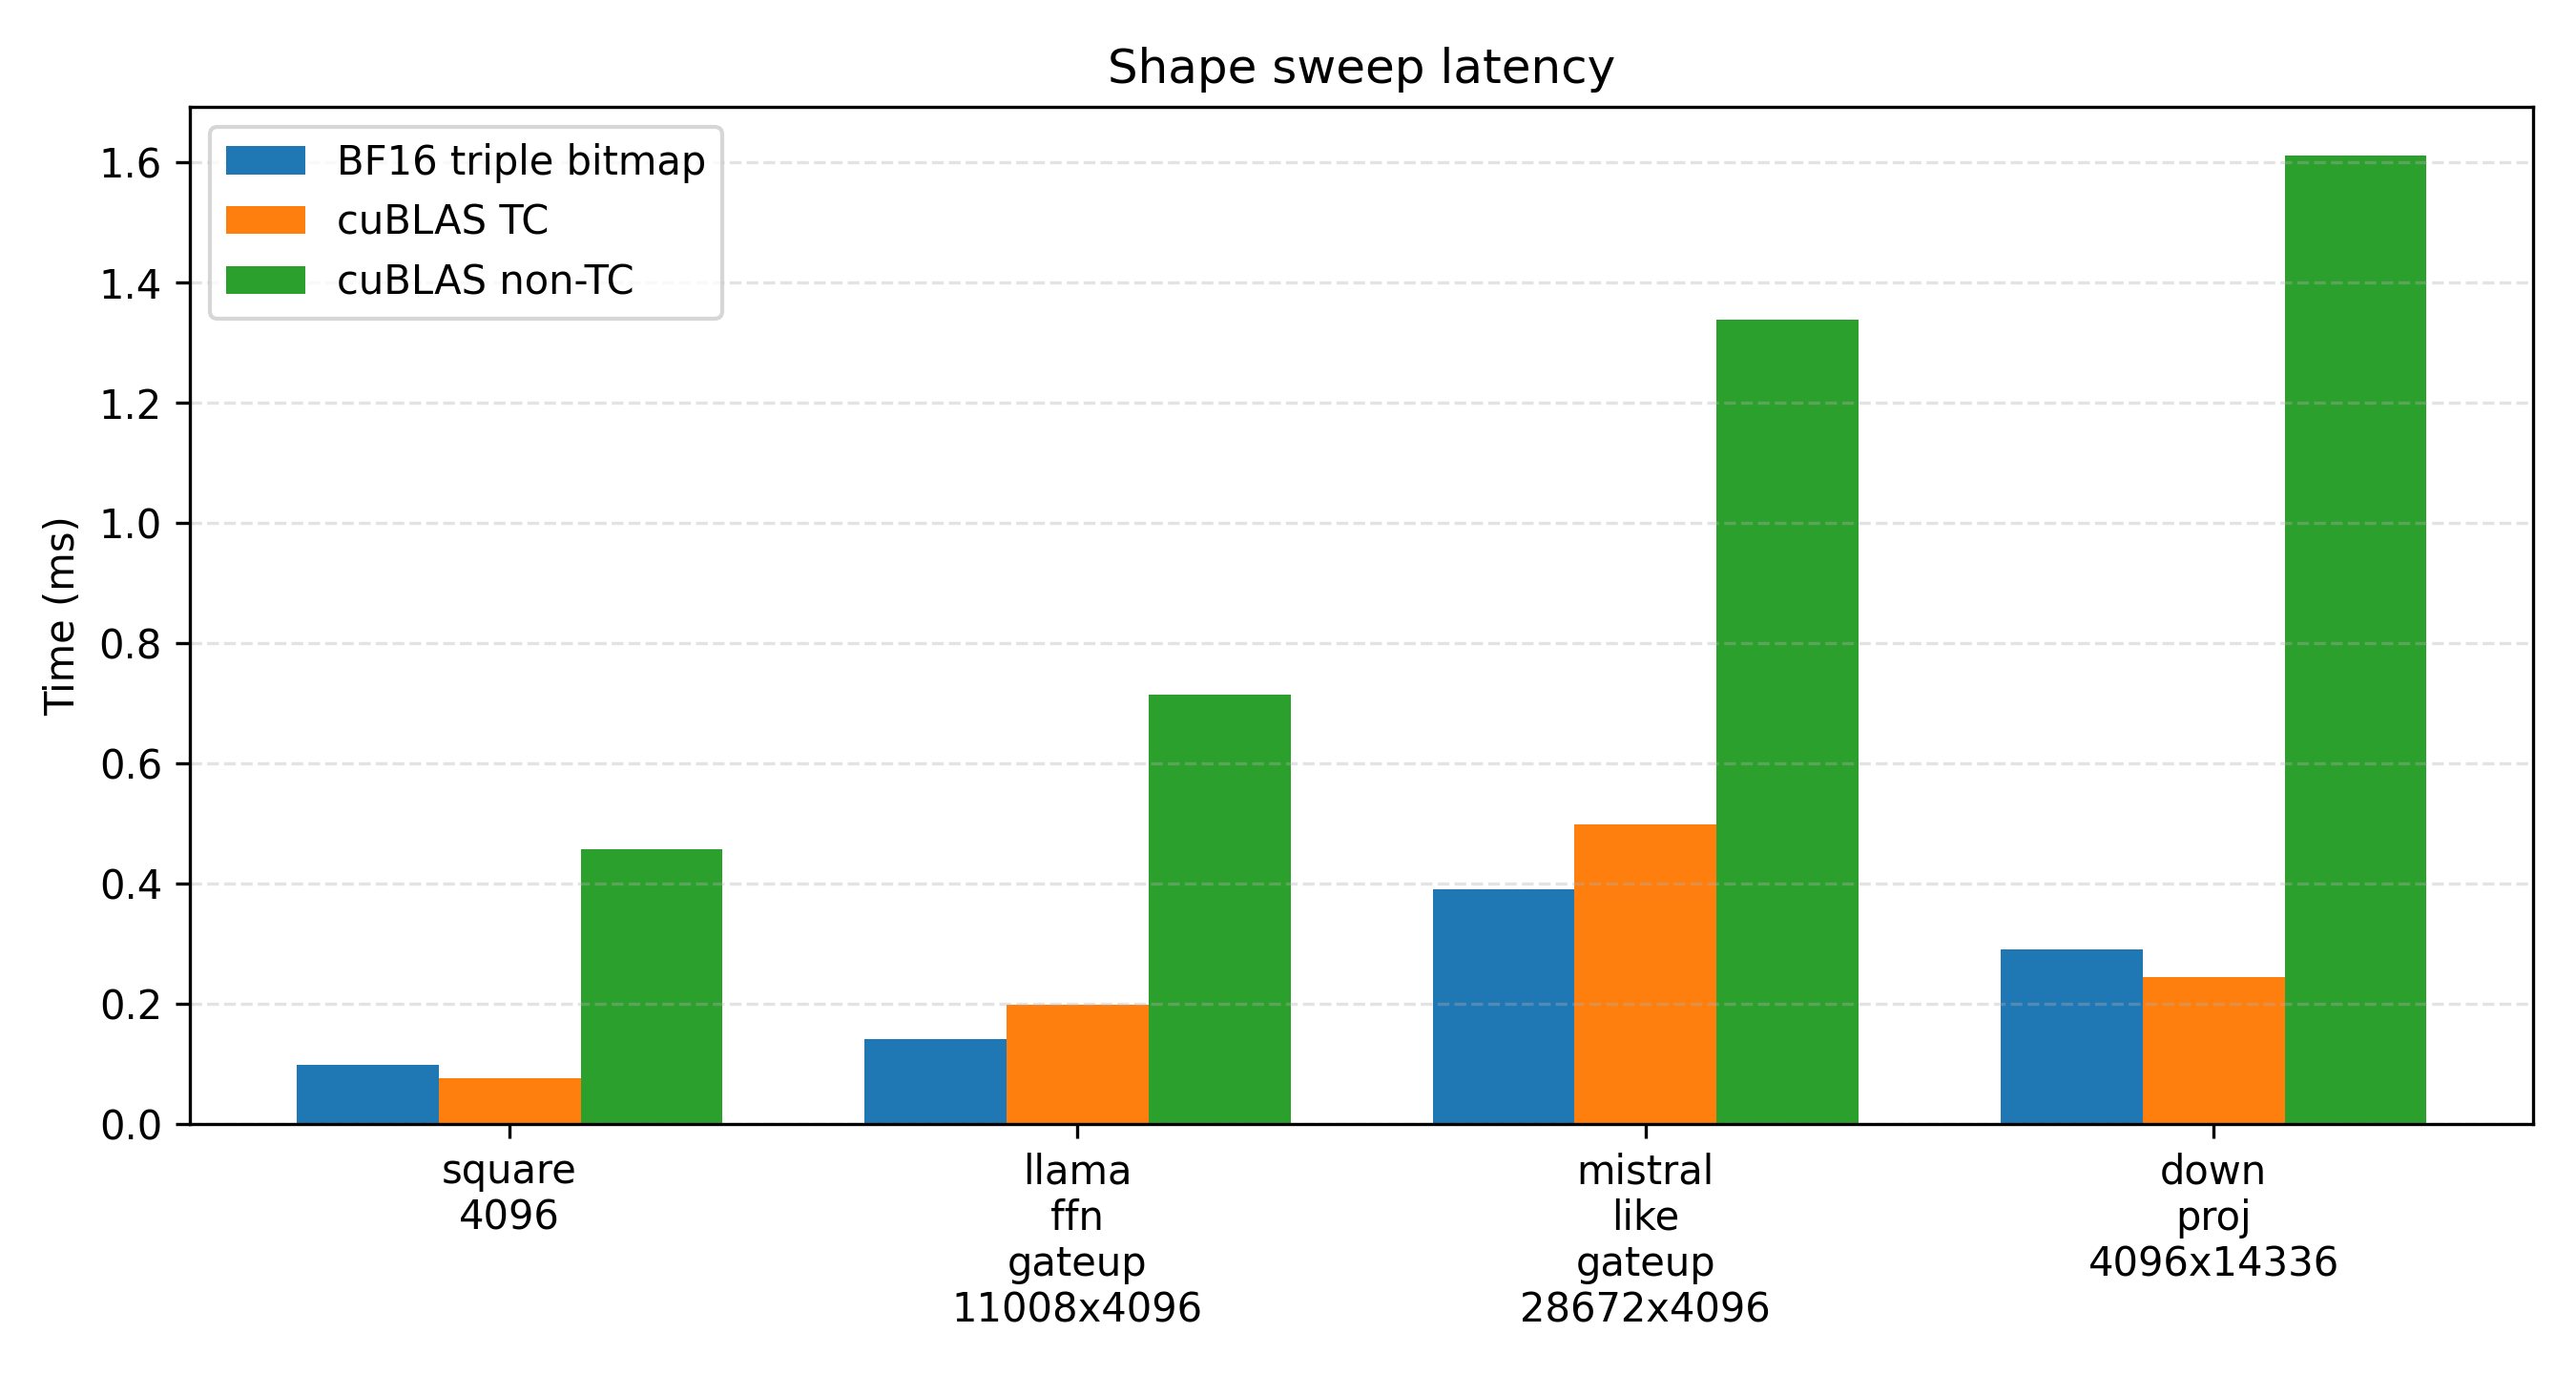 Shape sweep latency
BF16 triple bitmap
cuBLAS TC
cuBLAS non-TC
Time (ms)
1.6
1.4
1.2
1.0
0.8
0.6
0.4
0.2
0.0
square
4096
llama
ffn
gateup
11008x4096
mistral
like
gateup
28672x4096
down
proj
4096x14336